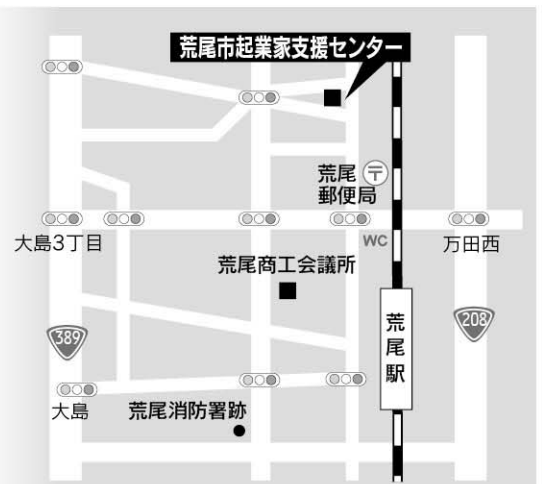 荒尾市起業家支援センター
荒尾
郵便局
〒
大島3丁目
WC
万田西
荒尾商工会議所
389
荒尾駅
208
大島
荒尾消防署跡